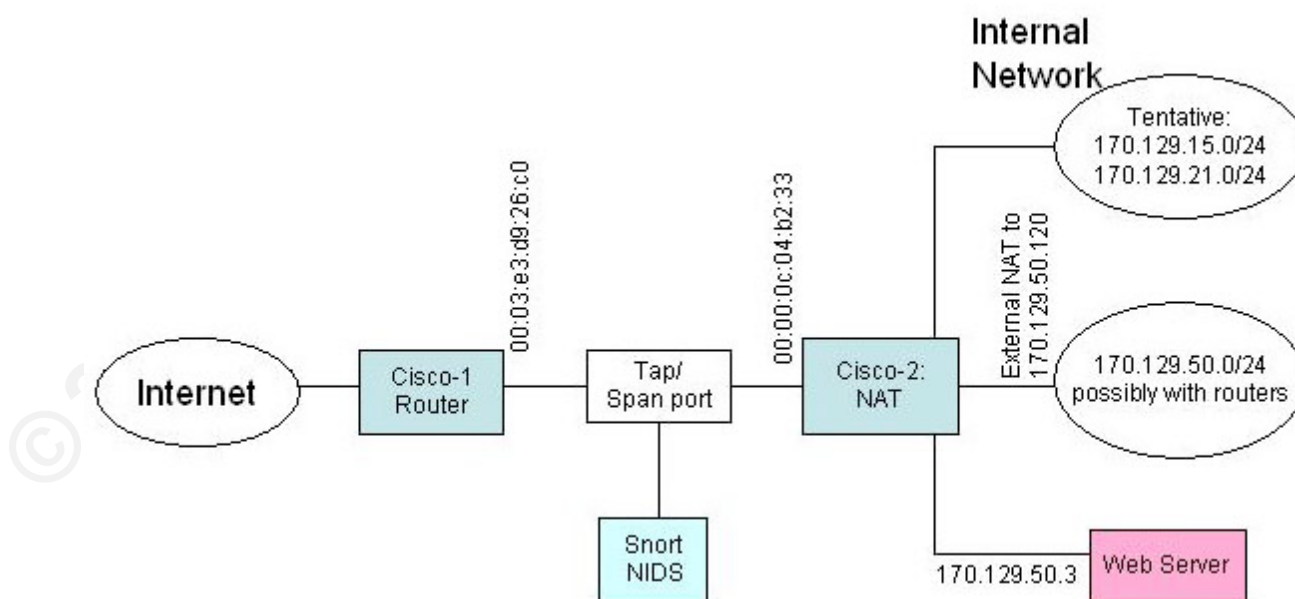 Internal
Network
Tentative:
170.129.15.0/24
170.129.21.0/24
00:03:e3:d9:26:c0
00:00:0c:04:b2:33
External NAT to
170.129.50.120
Internet
Cisco-1
Router
Tap/
Span port
Cisco-2:
NAT
170.129.50.0/24
possibly with routers
Snort
NIDS
170.129.50.3
Web Server
©